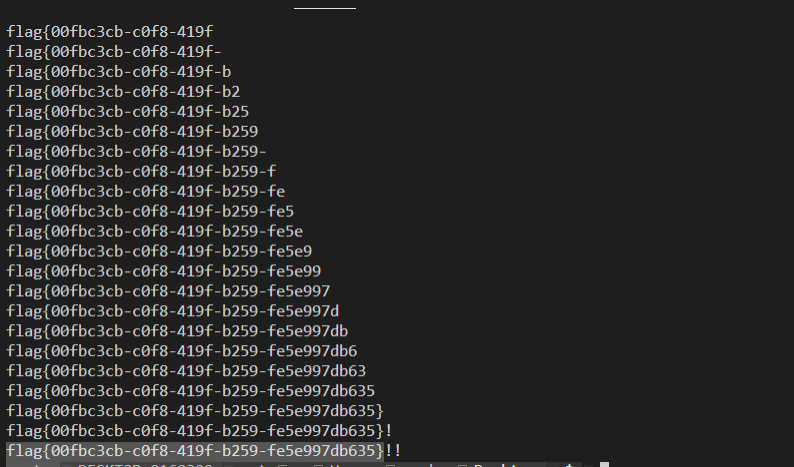 flag{00fbc3cb-c0f8-419f
flag{00fbc3cb-c0f8-419f-
flag{00fbc3cb-c0f8-419f-b
flag{00fbc3cb-c0f8-419f-b2
flag{00fbc3cb-c0f8-419f-b25
flag{00fbc3cb-c0f8-419f-b259
flag{00fbc3cb-c0f8-419f-b259-
flag{00fbc3cb-c0f8-419f-b259-f
flag{00fbc3cb-c0f8-419f-b259-fe
flag{00fbc3cb-c0f8-419f-b259-fe5
flag{00fbc3cb-c0f8-419f-b259-fe5e
flag{00fbc3cb-c0f8-419f-b259-fe5e9
flag{00fbc3cb-c0f8-419f-b259-fe5e99
flag{00fbc3cb-c0f8-419f-b259-fe5e997
flag{00fbc3cb-c0f8-419f-b259-fe5e997d
flag{00fbc3cb-c0f8-419f-b259-fe5e997db
flag{00fbc3cb-c0f8-419f-b259-fe5e997db6
flag{00fbc3cb-c0f8-419f-b259-fe5e997db63
flag{00fbc3cb-c0f8-419f-b259-fe5e997db635
flag{00fbc3cb-c0f8-419f-b259-fe5e997db635}
flag{00fbc3cb-c0f8-419f-b259-fe5e997db635}!
flag{00fbc3cb-c0f8-419f-b259-fe5e997db635}!!